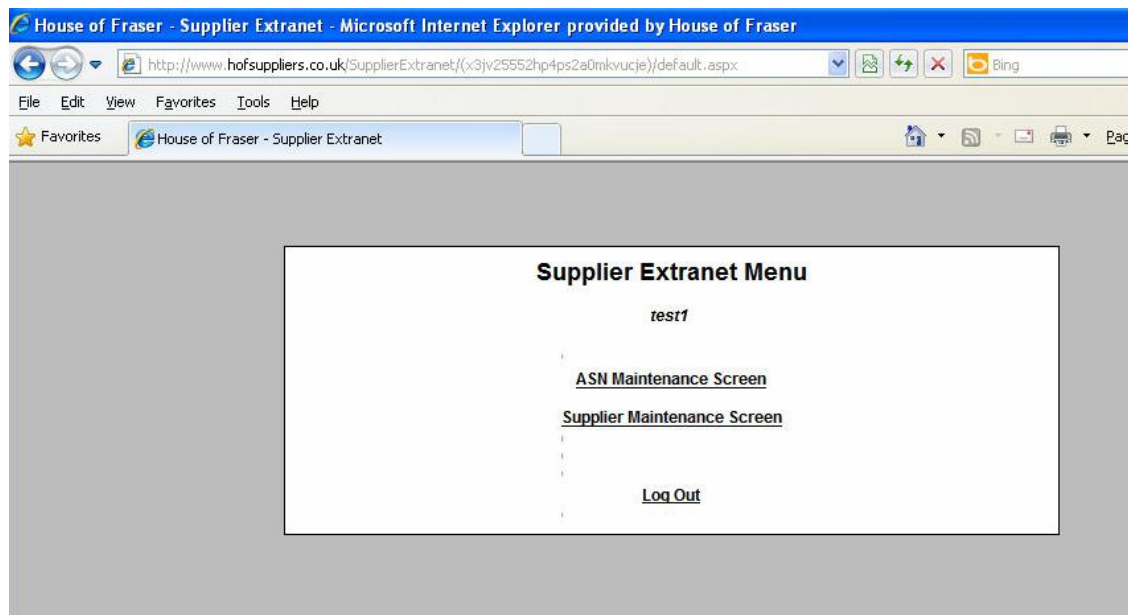 House of Fraser - Supplier Extranet - Microsoft Internet Explorer provided by House of Fraser
http://www.hofsuppliers.co.uk/SupplierExtranet/(x3jv25552hp4ps2a0mkvucje)/default.aspx Bing
File Edit View Favorites Tools Help
Favorites House of Fraser - Supplier Extranet Pag
Supplier Extranet Menu
test1
ASN Maintenance Screen
Supplier Maintenance Screen
Log Out